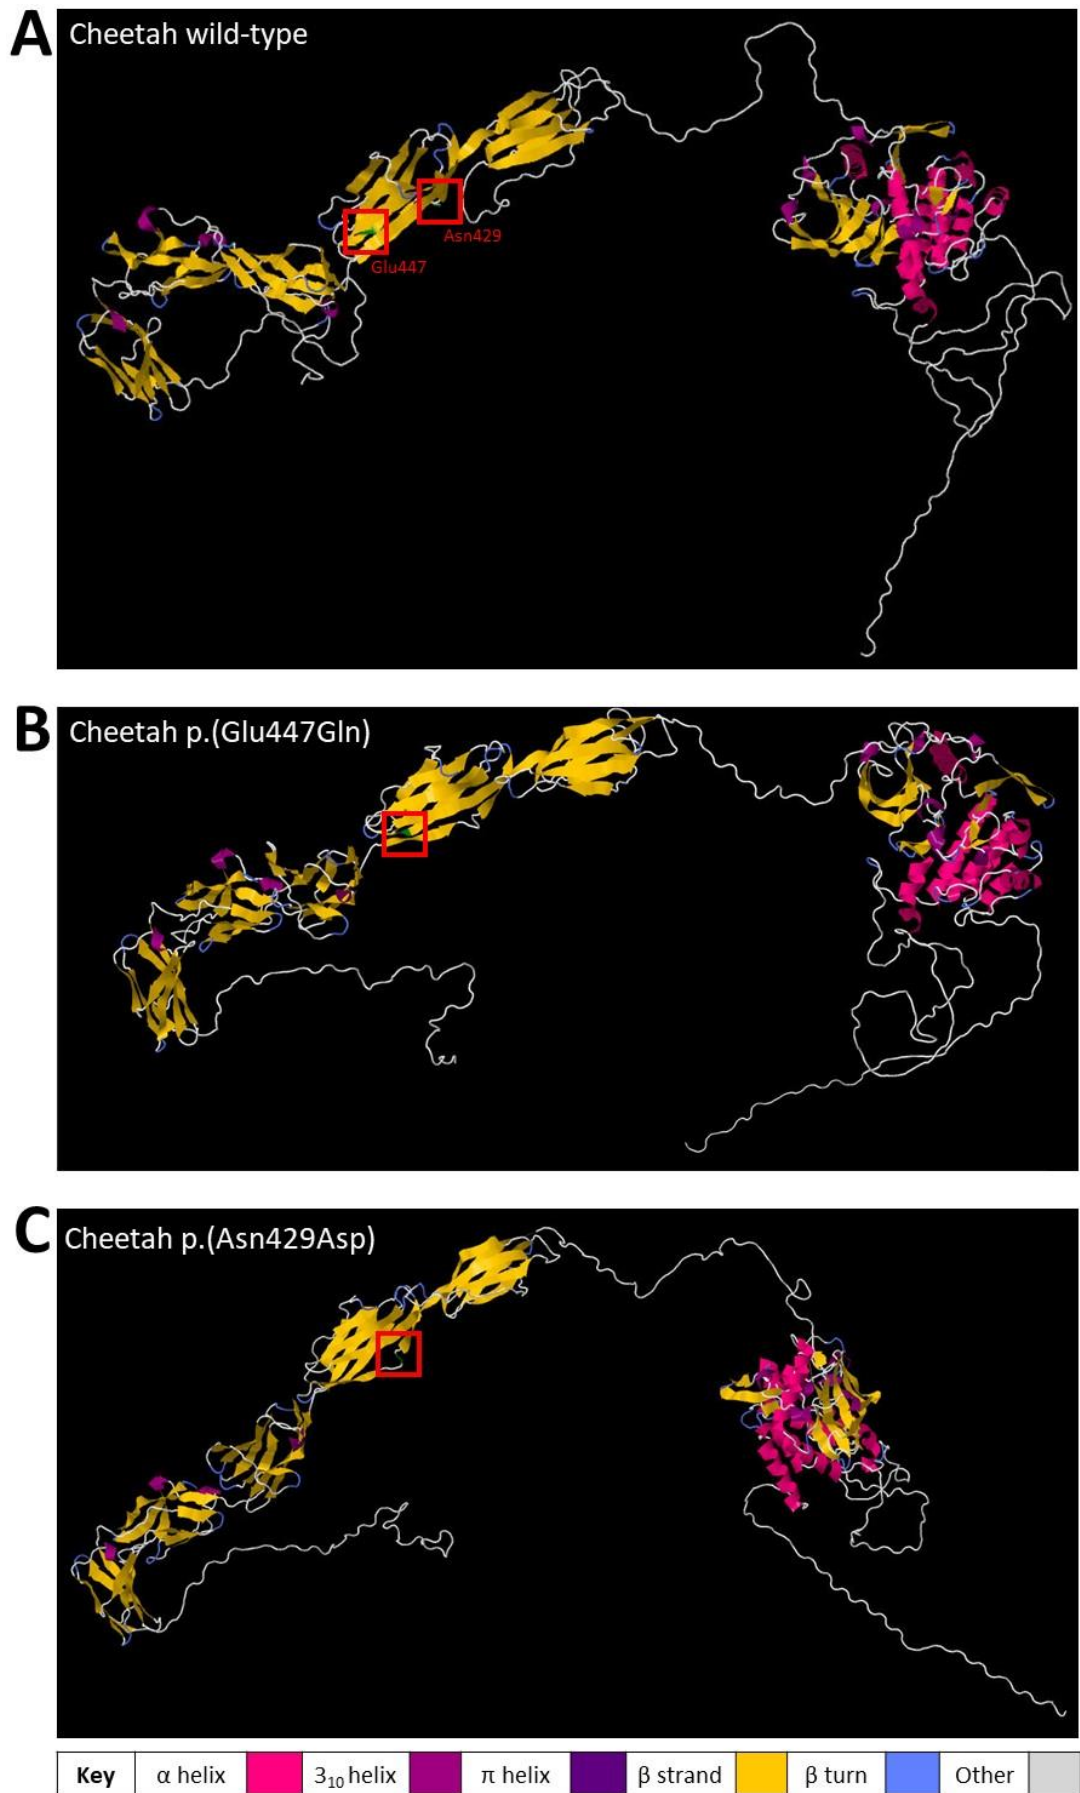 A
Cheetah wild-type
Asn429
Glu447
B
Cheetah p.(Glu447Gln)
C
Cheetah p.(Asn429Asp)
Key α helix 3₁₀ helix π helix β strand β turn Other